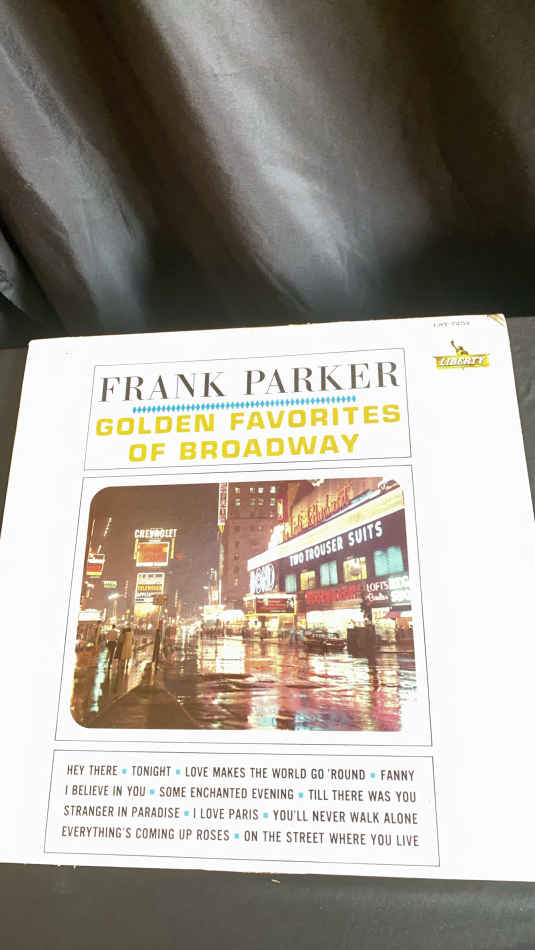 LIBERTY
FRANK PARKER
GOLDEN FAVORITES
OF BROADWAY
CHEVROLET
TWO TROUSER SUITS
LOFTS
HEY THERE ▪ TONIGHT ▪ LOVE MAKES THE WORLD GO 'ROUND ▪ FANNY
I BELIEVE IN YOU ▪ SOME ENCHANTED EVENING ▪ TILL THERE WAS YOU
STRANGER IN PARADISE ▪ I LOVE PARIS ▪ YOU'LL NEVER WALK ALONE
EVERYTHING'S COMING UP ROSES ▪ ON THE STREET WHERE YOU LIVE